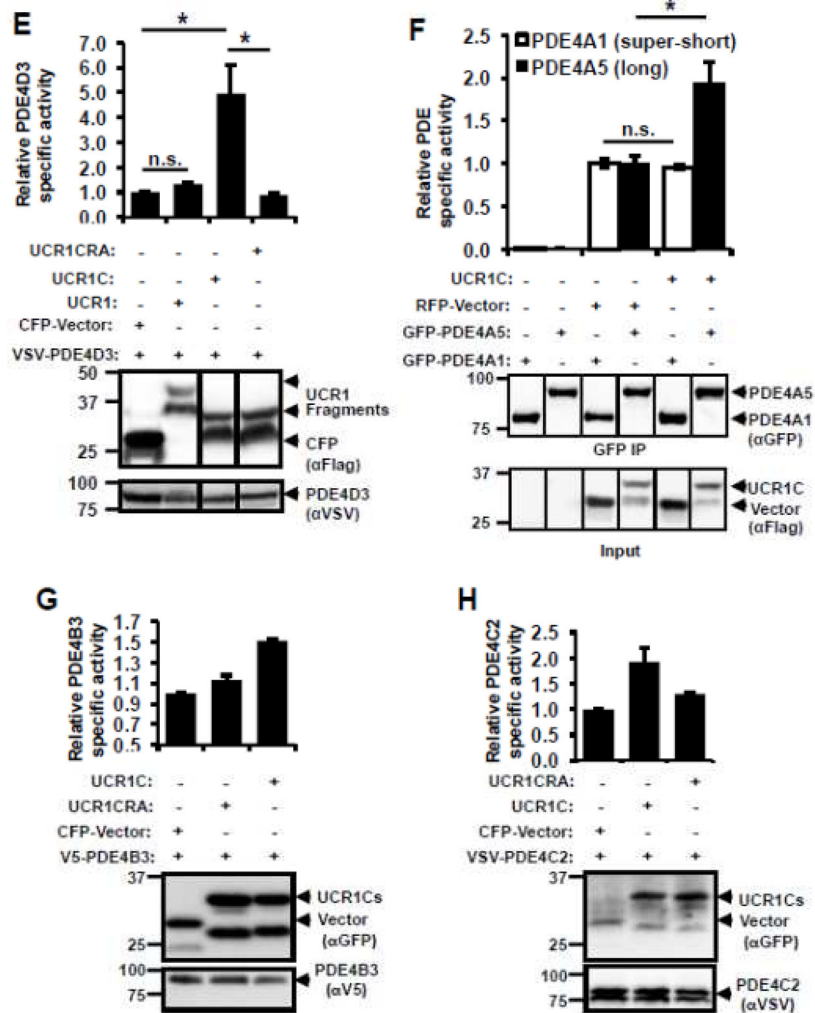 E
Relative PDE4D3
specific activity
7.0
6.0
5.0
4.0
3.0
2.0
1.0
0.0
*
*
n.s.
UCR1CRA: - - - +
UCR1C: - - + -
UCR1: - + - -
CFP-Vector: + - - -
VSV-PDE4D3: + + + +
50
37
25
UCR1
Fragments
CFP
(αFlag)
100
75
PDE4D3
(αVSV)
F
Relative PDE
specific activity
2.5
2.0
1.5
1.0
0.5
0.0
*
PDE4A1 (super-short)
PDE4A5 (long)
n.s.
UCR1C: - - - - + +
RFP-Vector: - - + + - -
GFP-PDE4A5: - + - + - +
GFP-PDE4A1: + - + - + -
100
75
PDE4A5
PDE4A1
(αGFP)
GFP IP
37
25
UCR1C
Vector
(αFlag)
Input
G
Relative PDE4B3
specific activity
1.7
1.5
1.3
1.1
0.9
0.7
0.5
UCR1C: - - +
UCR1CRA: - + -
CFP-Vector: + - -
V5-PDE4B3: + + +
37
25
UCR1Cs
Vector
(αGFP)
100
75
PDE4B3
(αV5)
H
Relative PDE4C2
specific activity
2.5
2.0
1.5
1.0
0.5
0.0
UCR1CRA: - - +
UCR1C: - + -
CFP-Vector: + - -
VSV-PDE4C2: + + +
37
25
UCR1Cs
Vector
(αGFP)
100
75
PDE4C2
(αVSV)